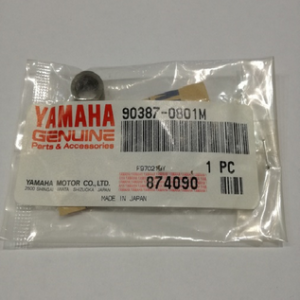 YAMAHA
GENUINE
Parts & Accessories
90387-0801M
1 PC
874090
YAMAHA MOTOR CO., LTD.
MADE IN JAPAN